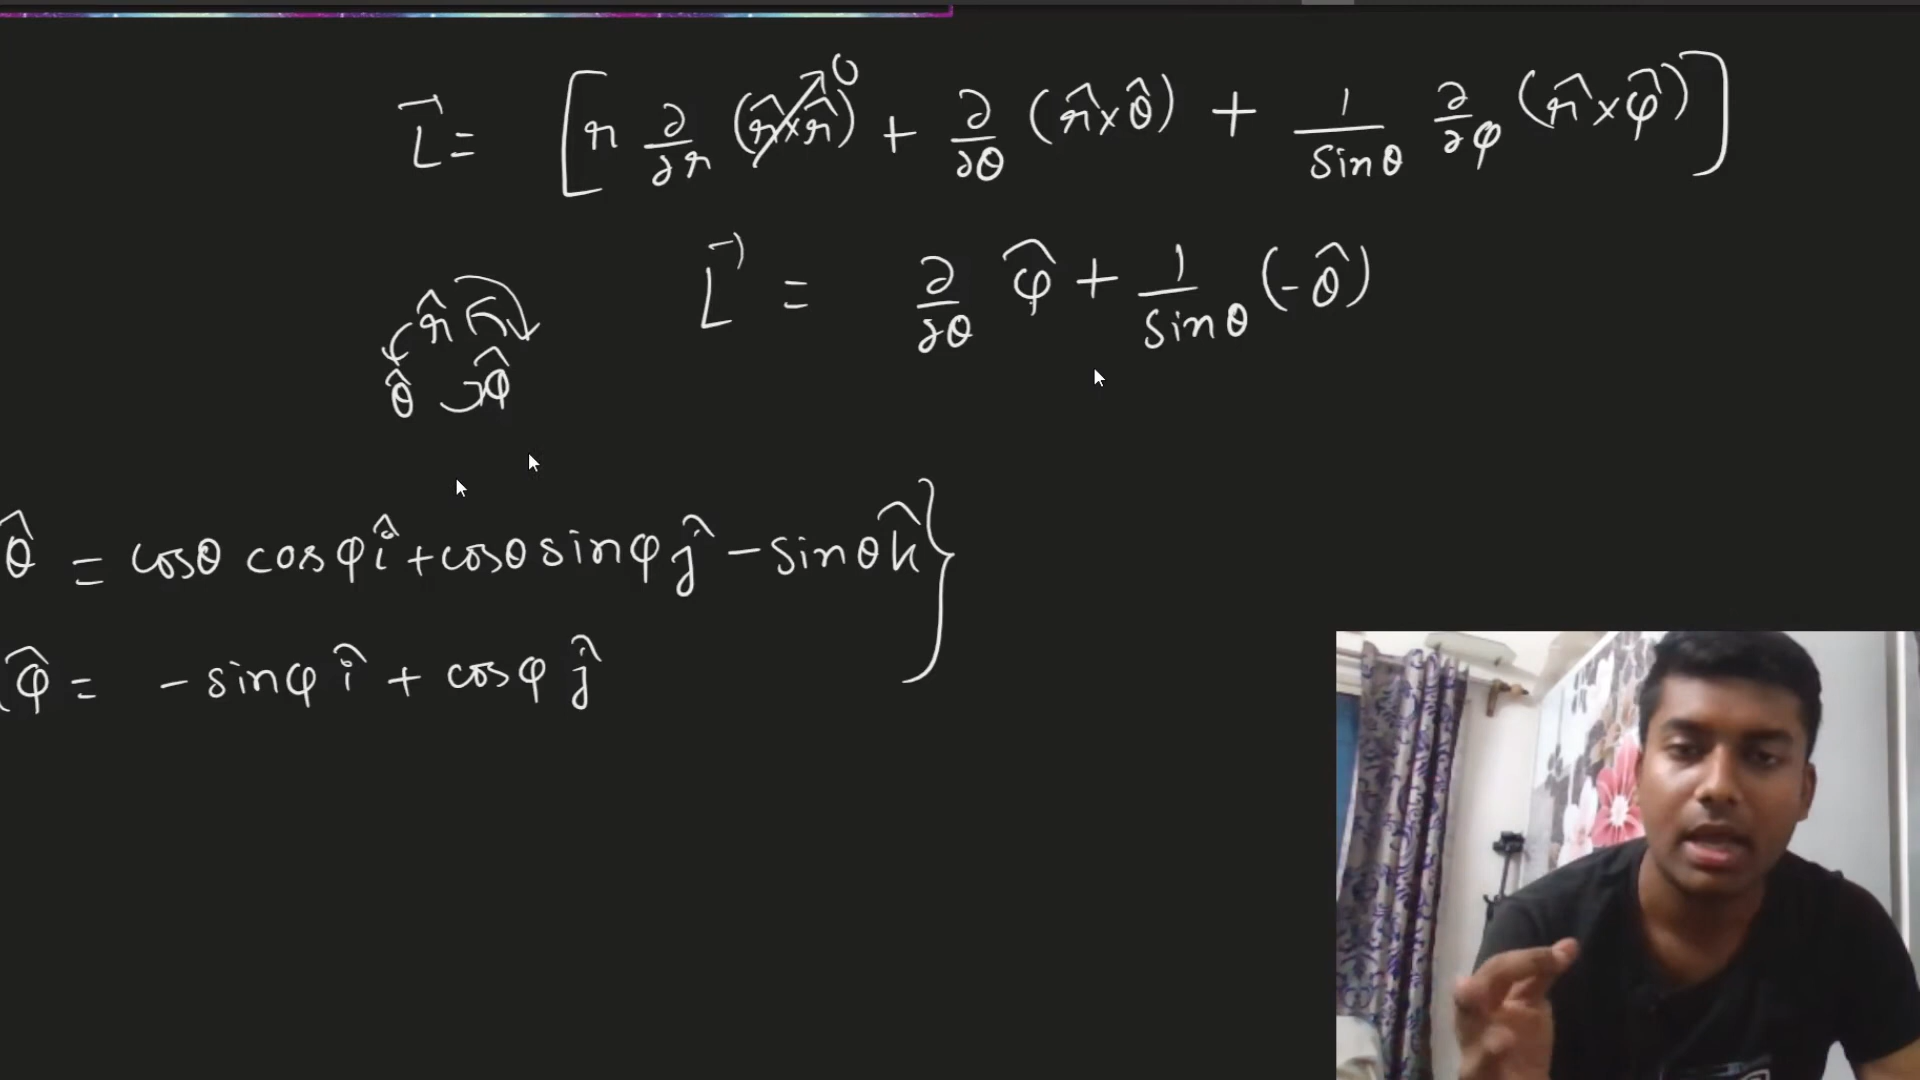 L⃗ = [ r ∂/∂r (r̂×r̂)→0 + ∂/∂θ (r̂×θ̂) + 1/sinθ ∂/∂φ (r̂×φ̂) ]
L⃗ = ∂/∂θ φ̂ + 1/sinθ (-θ̂)
r̂
θ̂ φ̂
θ̂ = cosθ cosφ î + cosθ sinφ ĵ - sinθ k̂ }
φ̂ = - sinφ î + cosφ ĵ